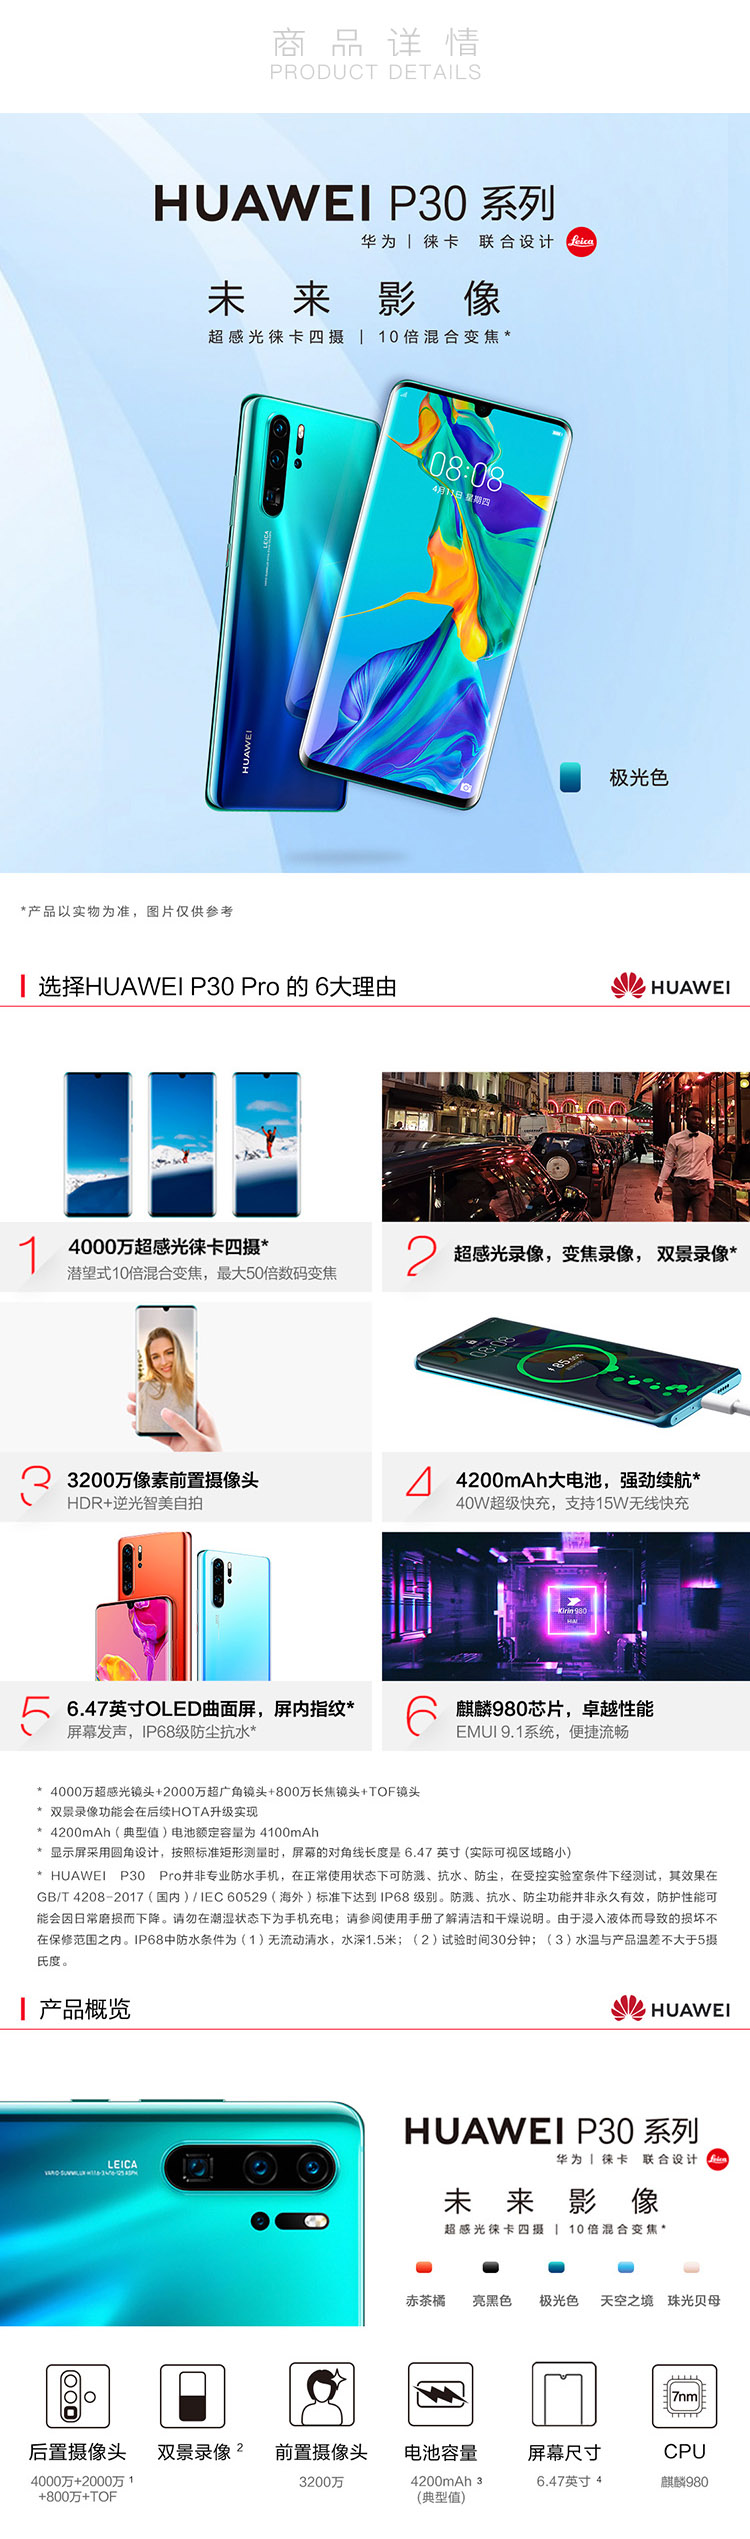 商品详情
PRODUCT DETAILS
HUAWEI P30 系列
华为 | 徕卡 联合设计
Leica
未来影像
超感光徕卡四摄 | 10倍混合变焦*
08:08
4月11日 星期四
LEICA
HUAWEI
极光色
*产品以实物为准，图片仅供参考
选择HUAWEI P30 Pro 的 6大理由
HUAWEI
1 4000万超感光徕卡四摄*
潜望式10倍混合变焦，最大50倍数码变焦
2 超感光录像，变焦录像， 双景录像*
3 3200万像素前置摄像头
HDR+逆光智美自拍
08:08
85
4 4200mAh大电池，强劲续航*
40W超级快充，支持15W无线快充
Kirin 980
HiAI
5 6.47英寸OLED曲面屏，屏内指纹*
屏幕发声，IP68级防尘抗水*
6 麒麟980芯片，卓越性能
EMUI 9.1系统，便捷流畅
* 4000万超感光镜头+2000万超广角镜头+800万长焦镜头+TOF镜头
* 双景录像功能会在后续HOTA升级实现
* 4200mAh（典型值）电池额定容量为 4100mAh
* 显示屏采用圆角设计，按照标准矩形测量时，屏幕的对角线长度是 6.47 英寸 (实际可视区域略小)
* HUAWEI P30 Pro并非专业防水手机，在正常使用状态下可防溅、抗水、防尘，在受控实验室条件下经测试，其效果在
GB/T 4208-2017（国内）/ IEC 60529（海外）标准下达到 IP68 级别。防溅、抗水、防尘功能并非永久有效，防护性能可
能会因日常磨损而下降。请勿在潮湿状态下为手机充电；请参阅使用手册了解清洁和干燥说明。由于浸入液体而导致的损坏不
在保修范围之内。IP68中防水条件为（1）无流动清水，水深1.5米；（2）试验时间30分钟；（3）水温与产品温差不大于5摄
氏度。
产品概览
HUAWEI
LEICA
VARIO-SUMMILUX-H 1:1.6-3.4/16-125 ASPH.
HUAWEI P30 系列
华为 | 徕卡 联合设计
Leica
未来影像
超感光徕卡四摄 | 10倍混合变焦*
赤茶橘 亮黑色 极光色 天空之境 珠光贝母
7nm
后置摄像头 双景录像 2 前置摄像头 电池容量 屏幕尺寸 CPU
4000万+2000万 1 3200万 4200mAh 3 6.47英寸 4 麒麟980
+800万+TOF (典型值)